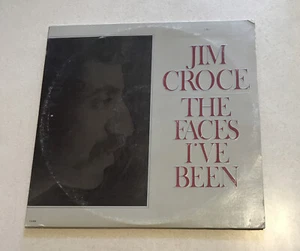 JIM
CROCE
THE
FACES
I'VE
BEEN